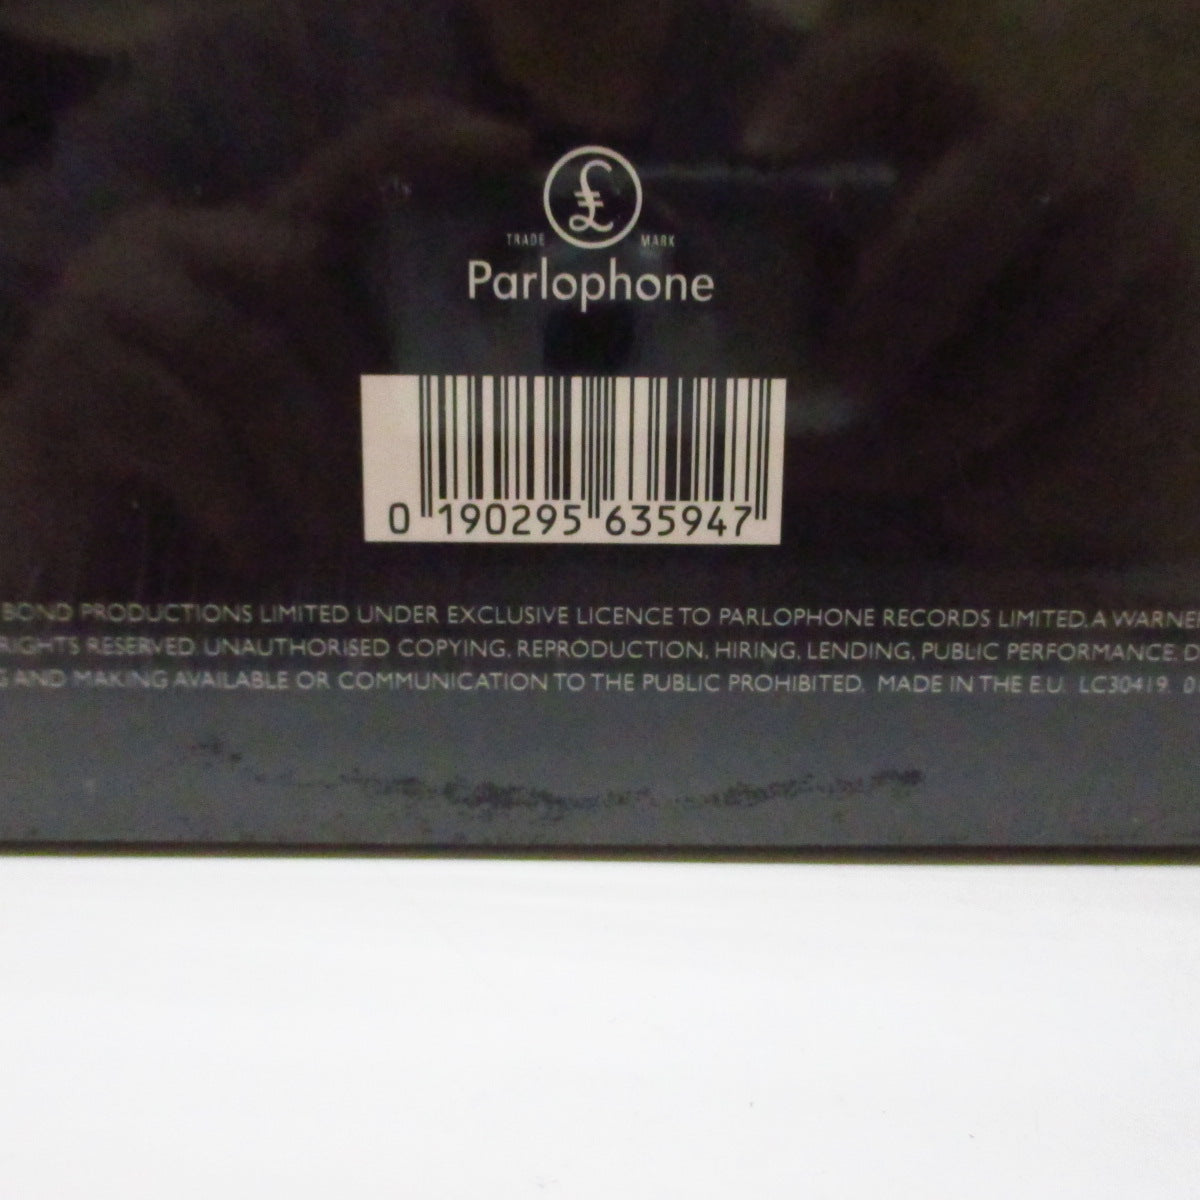 £
TRADE MARK
Parlophone
0 190295 635947
BOND PRODUCTIONS LIMITED UNDER EXCLUSIVE LICENCE TO PARLOPHONE RECORDS LIMITED, A WARNER
RIGHTS RESERVED. UNAUTHORISED COPYING, REPRODUCTION, HIRING, LENDING, PUBLIC PERFORMANCE,
AND MAKING AVAILABLE OR COMMUNICATION TO THE PUBLIC PROHIBITED. MADE IN THE E.U. LC30419.